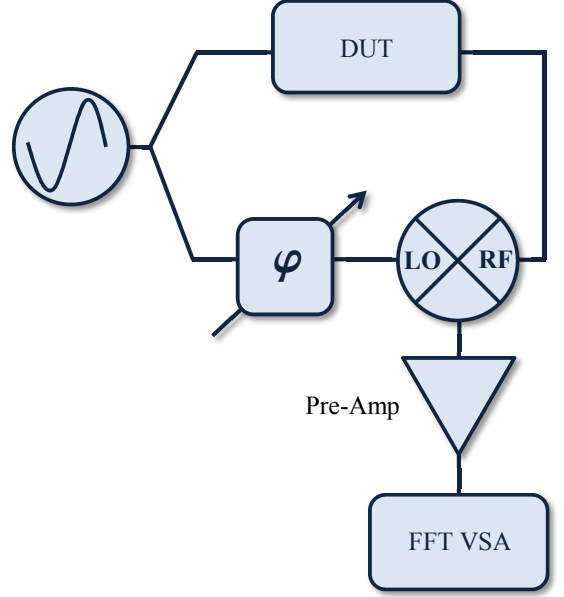 DUT
φ
LO
RF
Pre-Amp
FFT VSA